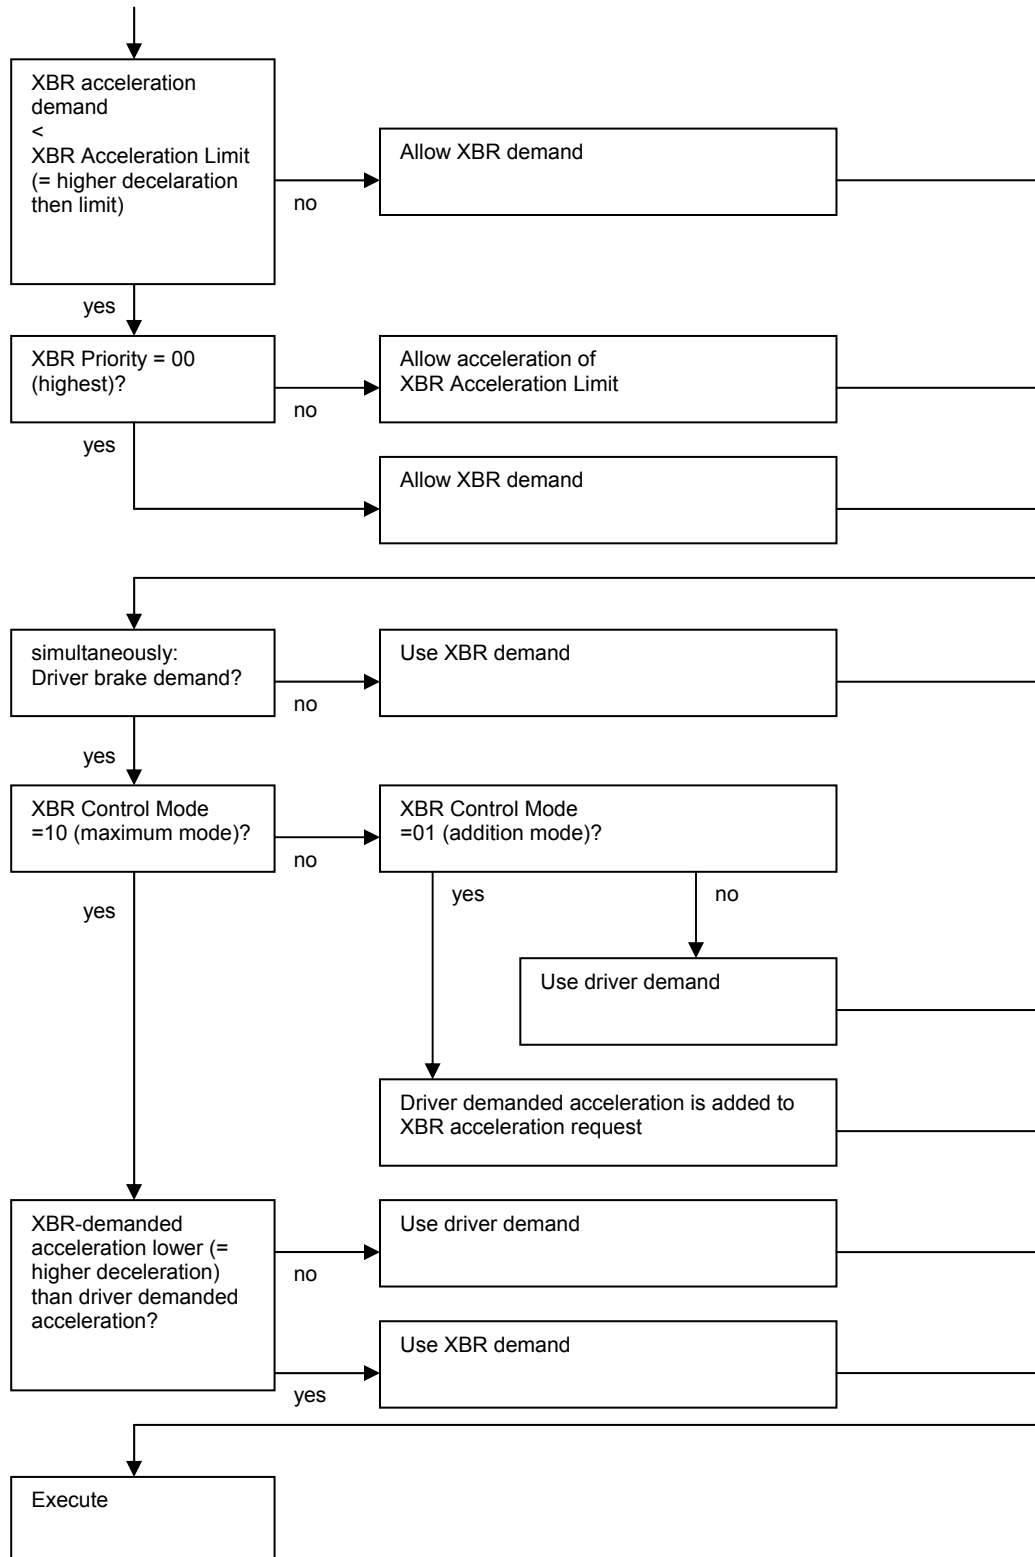 XBR acceleration
demand
<
XBR Acceleration Limit
(= higher decelaration
then limit)
Allow XBR demand
no
yes
XBR Priority = 00
(highest)?
Allow acceleration of
XBR Acceleration Limit
no
yes
Allow XBR demand
simultaneously:
Driver brake demand?
Use XBR demand
no
yes
XBR Control Mode
=10 (maximum mode)?
XBR Control Mode
=01 (addition mode)?
no
yes
yes
no
Use driver demand
Driver demanded acceleration is added to
XBR acceleration request
XBR-demanded
acceleration lower (=
higher deceleration)
than driver demanded
acceleration?
Use driver demand
no
Use XBR demand
yes
Execute